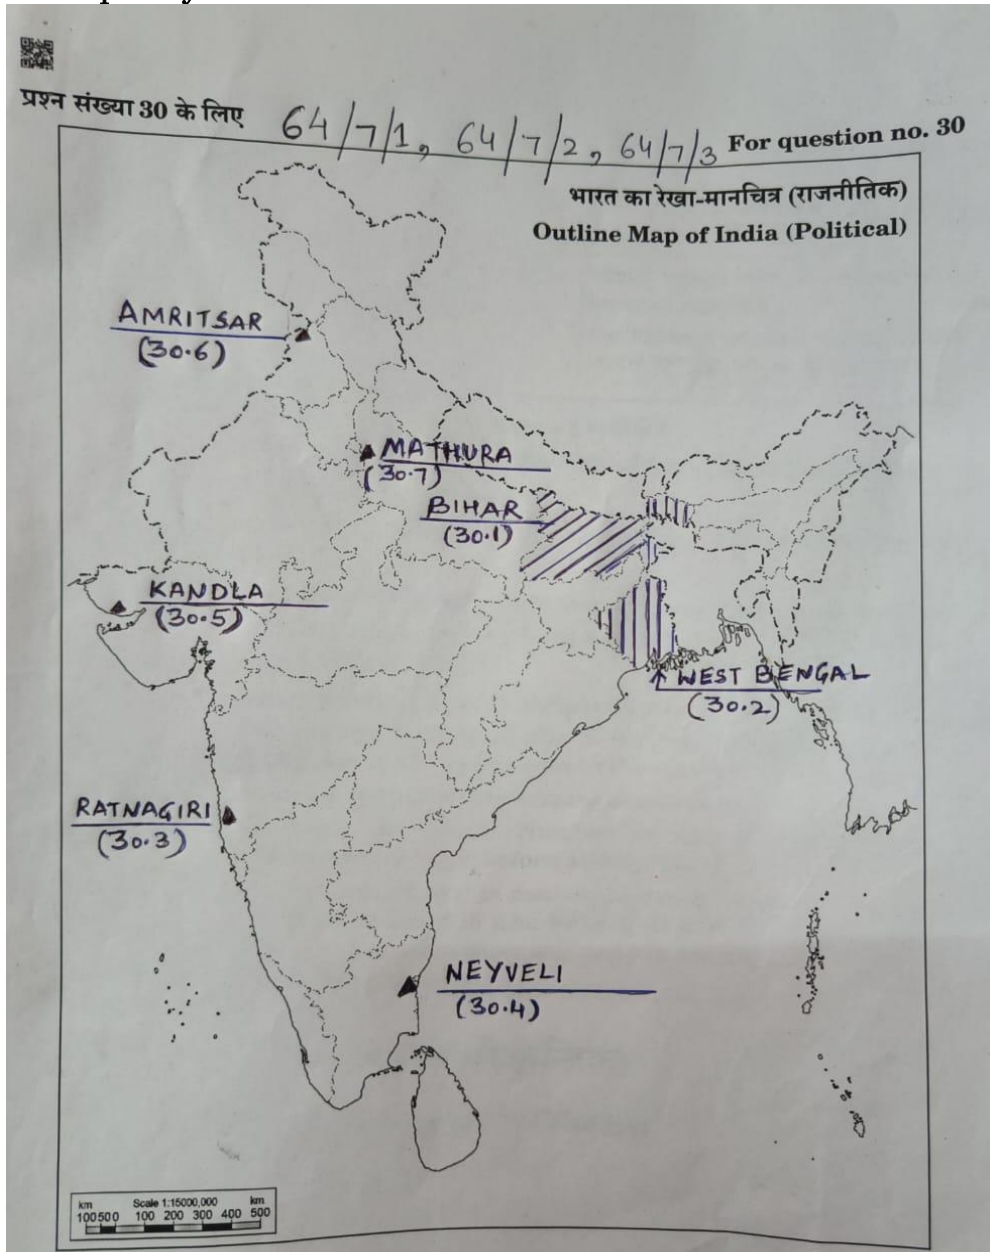 प्रश्न संख्या 30 के लिए 64/7/1, 64/7/2, 64/7/3 For question no. 30
भारत का रेखा-मानचित्र (राजनीतिक)
Outline Map of India (Political)
AMRITSAR
(30.6)
MATHURA
(30.7)
BIHAR
(30.1)
KANDLA
(30.5)
WEST BENGAL
(30.2)
RATNAGIRI
(30.3)
NEYVELI
(30.4)
km Scale 1:15000,000 km
100 50 0 100 200 300 400 500